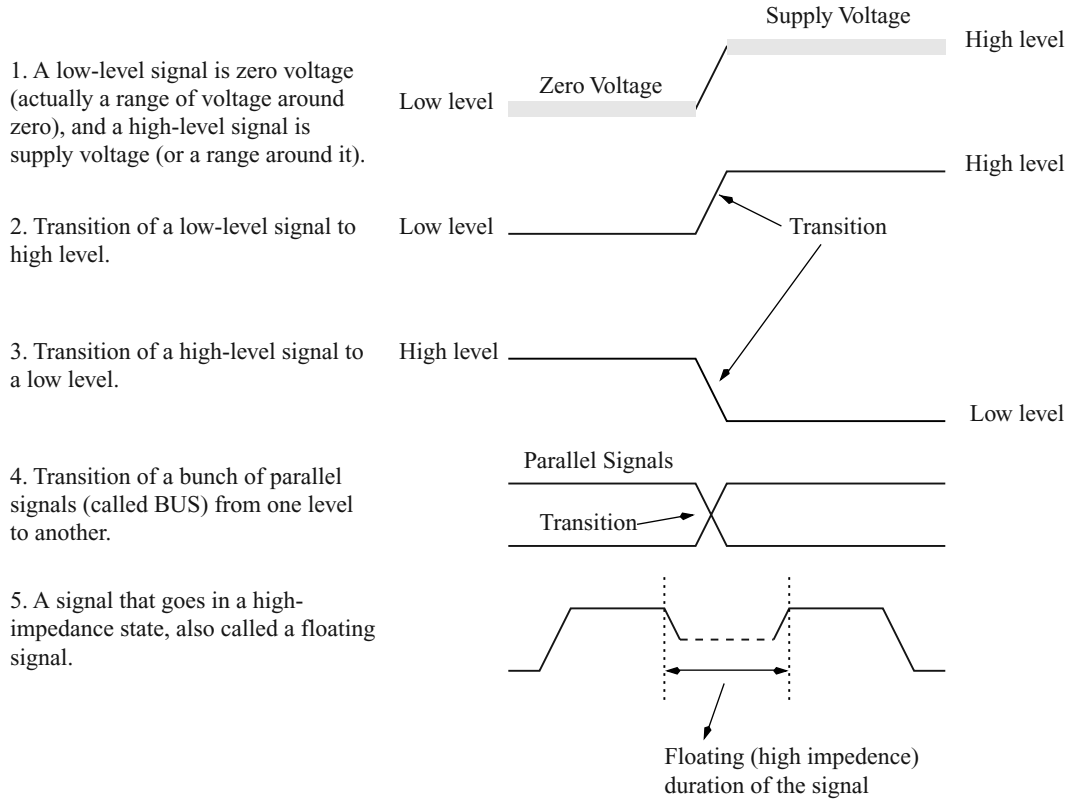 Supply Voltage
High level
1. A low-level signal is zero voltage
(actually a range of voltage around
zero), and a high-level signal is
supply voltage (or a range around it).
Zero Voltage
Low level
High level
2. Transition of a low-level signal to
high level.
Low level
Transition
3. Transition of a high-level signal to
a low level.
High level
Low level
4. Transition of a bunch of parallel
signals (called BUS) from one level
to another.
Parallel Signals
Transition
5. A signal that goes in a high-
impedance state, also called a floating
signal.
Floating (high impedence)
duration of the signal